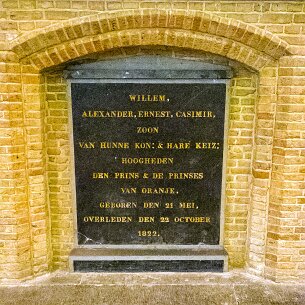 WILLEM,
ALEXANDER, ERNEST, CASIMIR,
ZOON
VAN HUNNE KON: & HARE KEIZ:
HOOGHEDEN
DEN PRINS & DE PRINSES
VAN ORANJE,
GEBOREN DEN 21 MEI,
OVERLEDEN DEN 22 OCTOBER
1822.